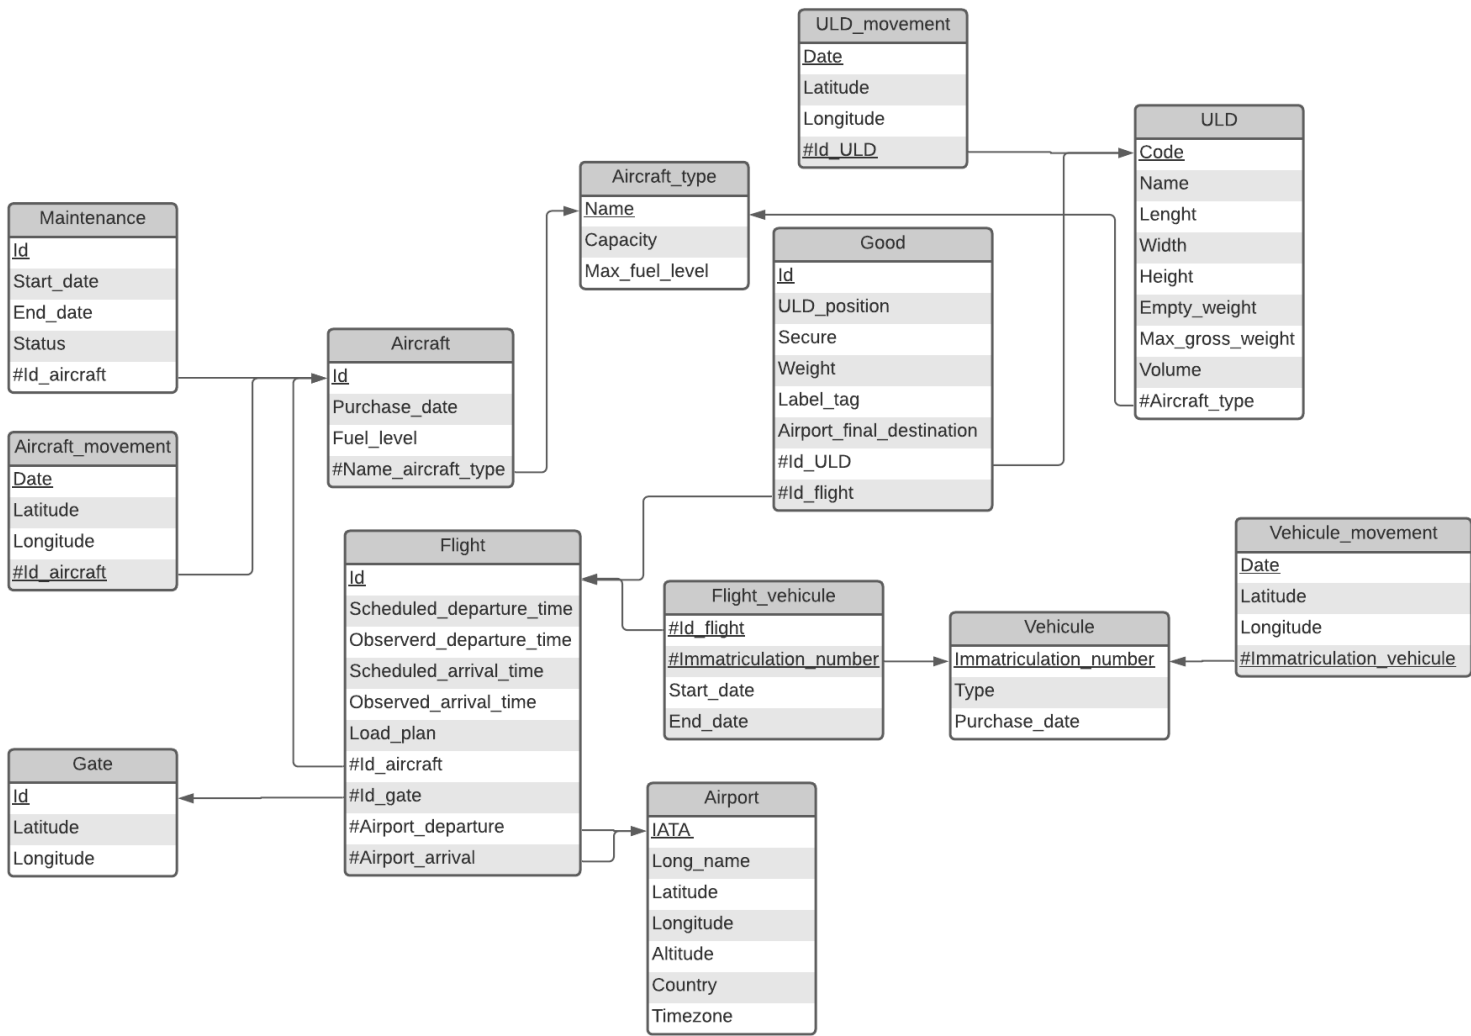 ULD_movement
Date
Latitude
Longitude
#Id_ULD
ULD
Code
Name
Lenght
Width
Height
Empty_weight
Max_gross_weight
Volume
#Aircraft_type
Aircraft_type
Name
Capacity
Max_fuel_level
Maintenance
Id
Start_date
End_date
Status
#Id_aircraft
Good
Id
ULD_position
Secure
Weight
Label_tag
Airport_final_destination
#Id_ULD
#Id_flight
Aircraft
Id
Purchase_date
Fuel_level
#Name_aircraft_type
Aircraft_movement
Date
Latitude
Longitude
#Id_aircraft
Flight
Id
Scheduled_departure_time
Observerd_departure_time
Scheduled_arrival_time
Observed_arrival_time
Load_plan
#Id_aircraft
#Id_gate
#Airport_departure
#Airport_arrival
Flight_vehicule
#Id_flight
#Immatriculation_number
Start_date
End_date
Vehicule
Immatriculation_number
Type
Purchase_date
Vehicule_movement
Date
Latitude
Longitude
#Immatriculation_vehicule
Gate
Id
Latitude
Longitude
Airport
IATA
Long_name
Latitude
Longitude
Altitude
Country
Timezone